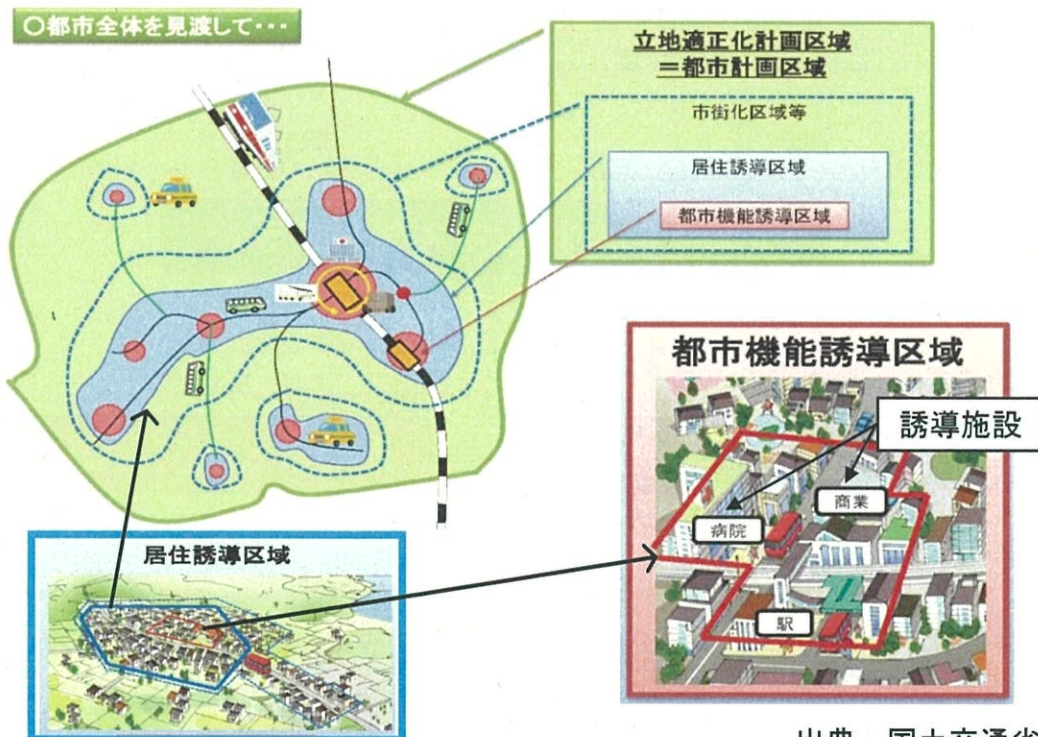 ○都市全体を見渡して･･･
立地適正化計画区域
＝都市計画区域
市街化区域等
居住誘導区域
都市機能誘導区域
都市機能誘導区域
誘導施設
商業
病院
駅
居住誘導区域
出典　国土交通省